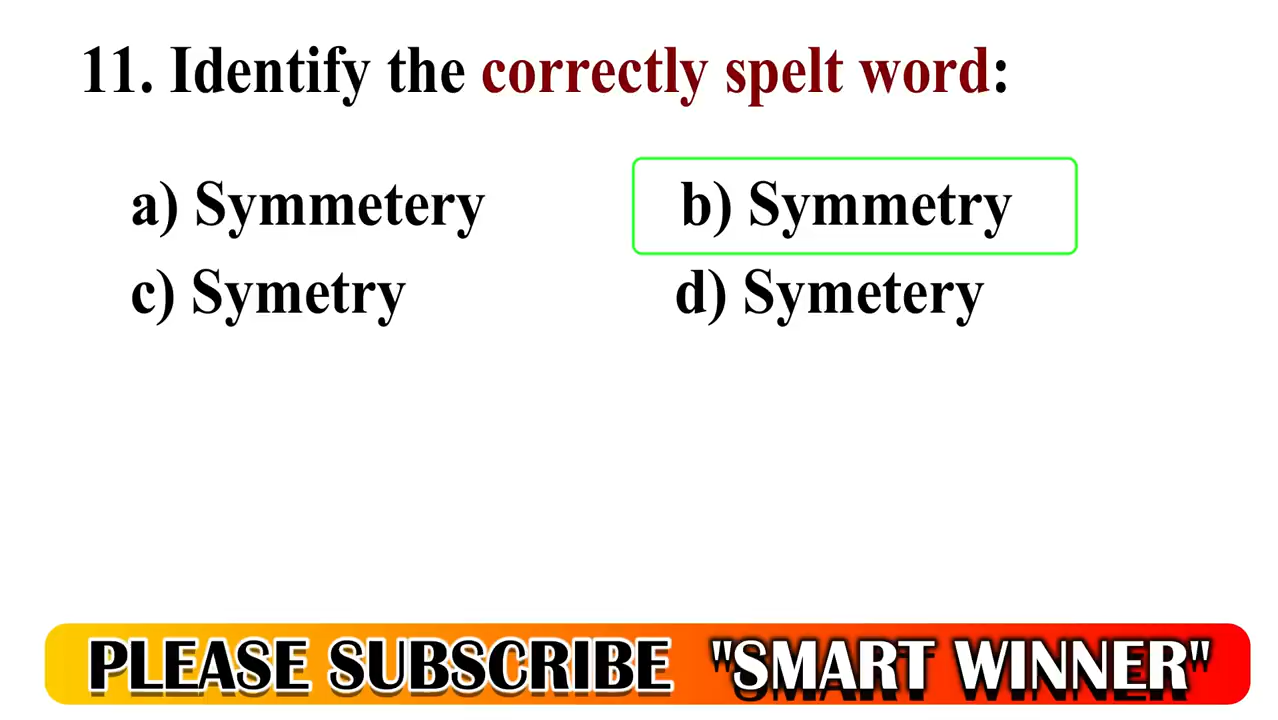 11. Identify the correctly spelt word:
a) Symmetery b) Symmetry
c) Symetry d) Symetery
PLEASE SUBSCRIBE "SMART WINNER"